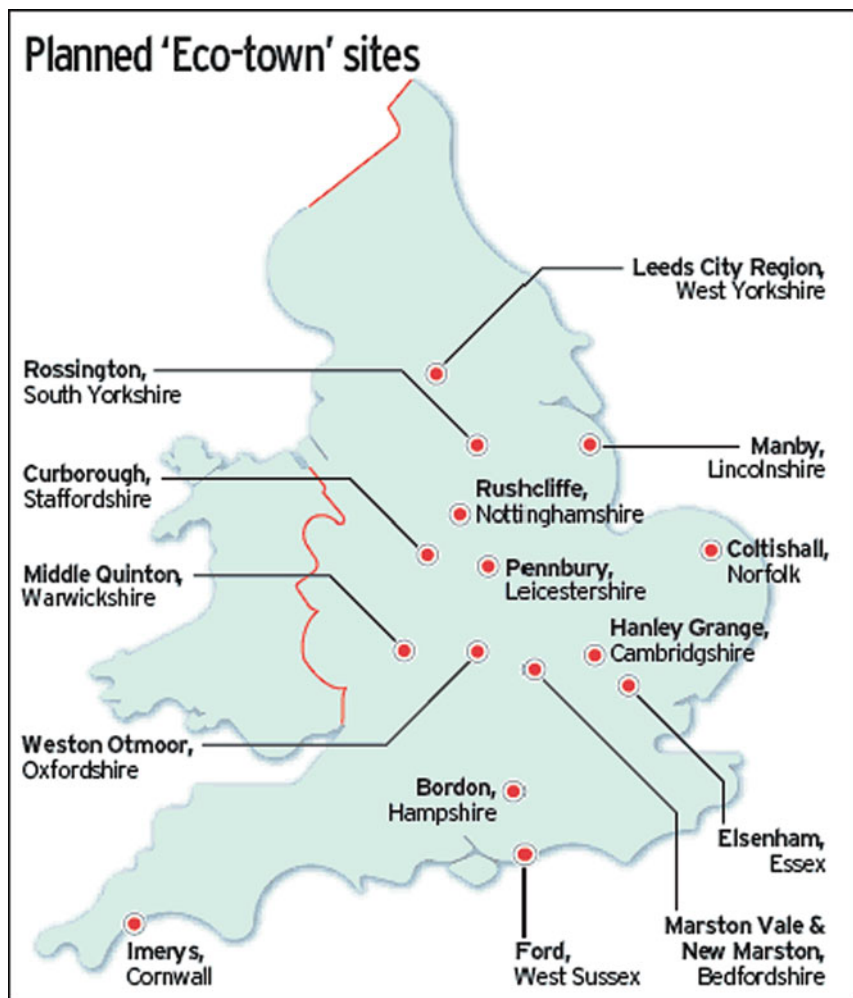 Planned ‘Eco-town’ sites
Leeds City Region,
West Yorkshire
Rossington,
South Yorkshire
Manby,
Lincolnshire
Curborough,
Staffordshire
Rushcliffe,
Nottinghamshire
Coltishall,
Norfolk
Pennbury,
Leicestershire
Middle Quinton,
Warwickshire
Hanley Grange,
Cambridgshire
Weston Otmoor,
Oxfordshire
Bordon,
Hampshire
Elsenham,
Essex
Imerys,
Cornwall
Ford,
West Sussex
Marston Vale &
New Marston,
Bedfordshire